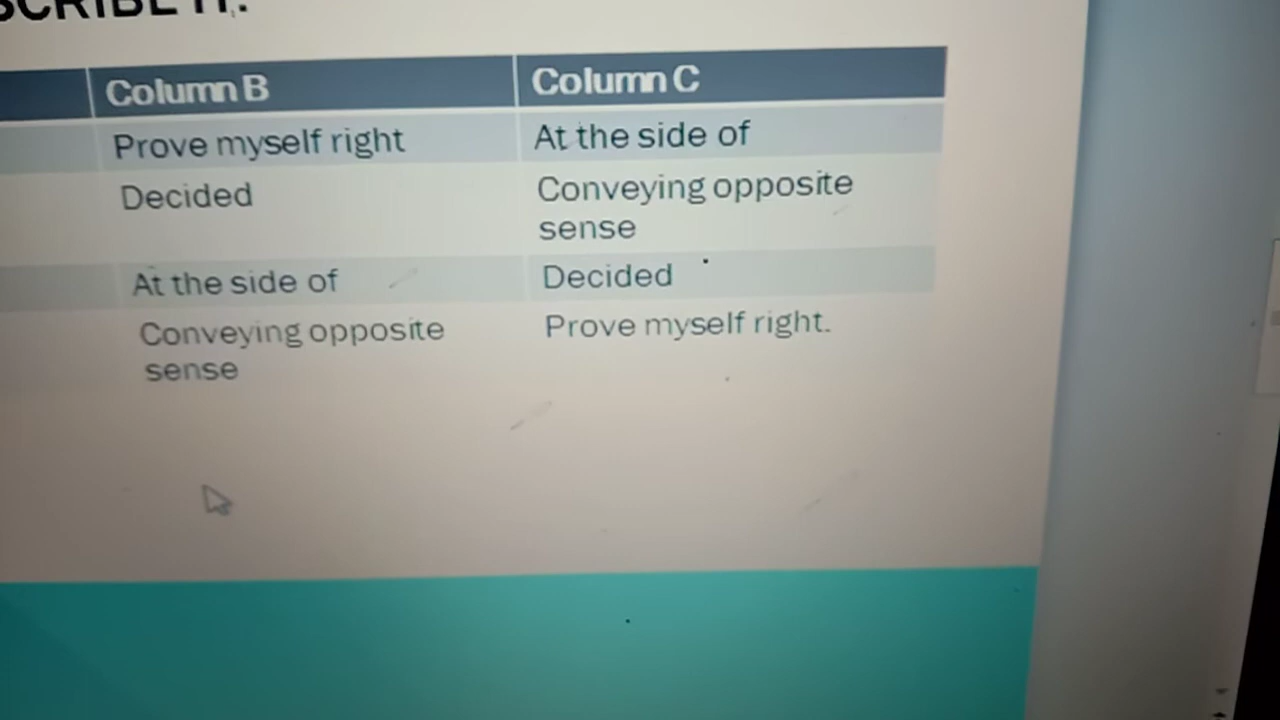 Column B
Column C
Prove myself right
At the side of
Decided
Conveying opposite
sense
At the side of
Decided
Conveying opposite
sense
Prove myself right.